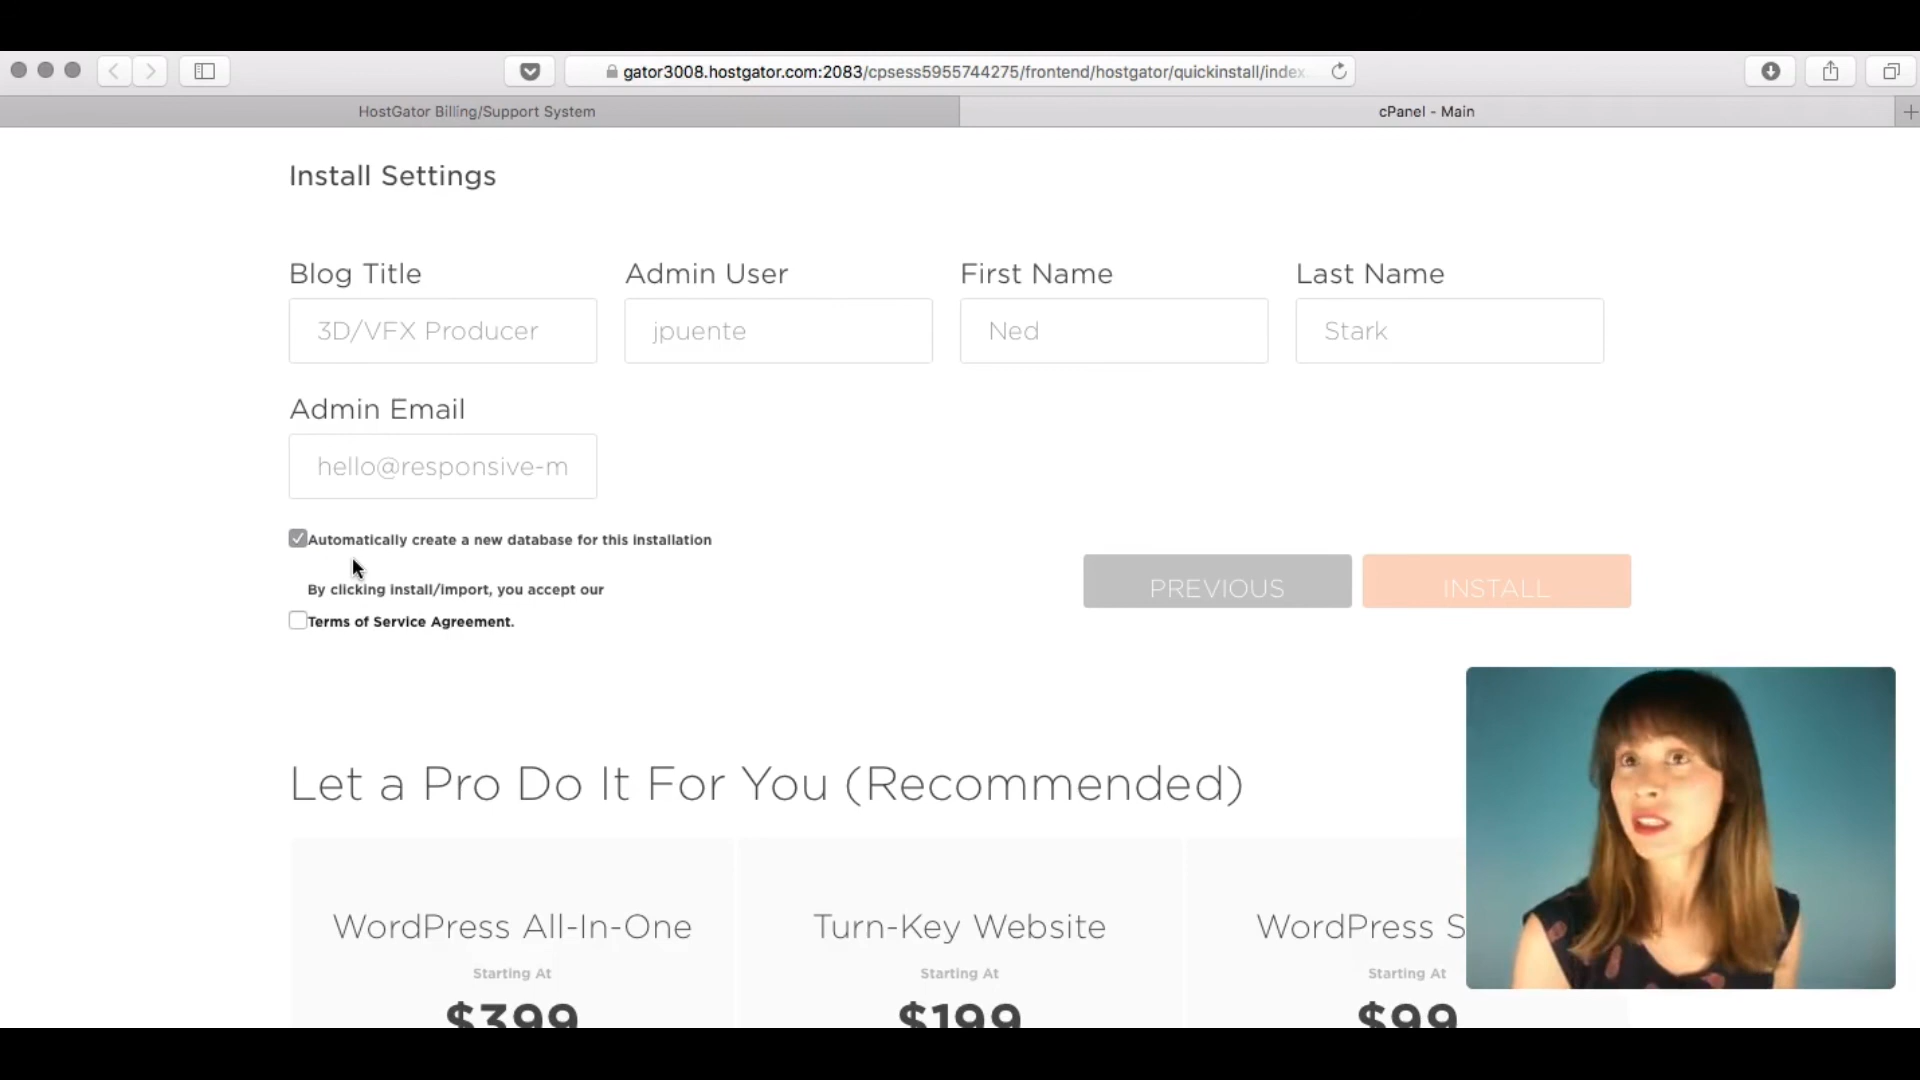 gator3008.hostgator.com:2083/cpsess5955744275/frontend/hostgator/quickinstall/index
HostGator Billing/Support System
cPanel - Main
Install Settings
Blog Title
Admin User
First Name
Last Name
3D/VFX Producer
jpuente
Ned
Stark
Admin Email
hello@responsive-m
Automatically create a new database for this installation
By clicking install/import, you accept our
Terms of Service Agreement.
PREVIOUS
INSTALL
Let a Pro Do It For You (Recommended)
WordPress All-In-One
Turn-Key Website
WordPress S
Starting At
Starting At
Starting At
$399
$199
$99